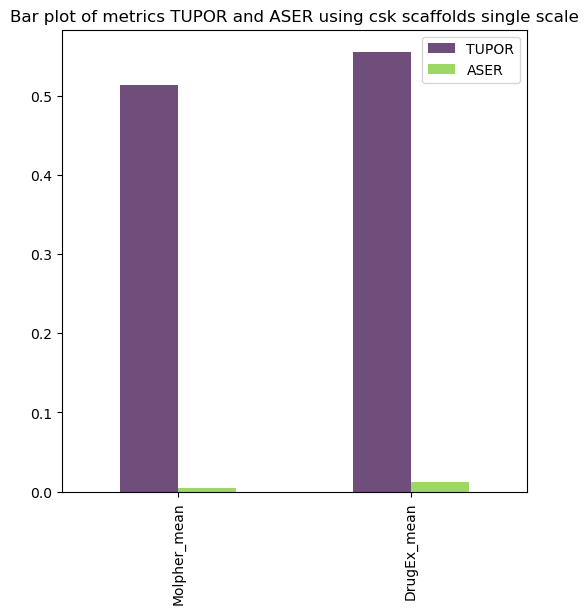 Bar plot of metrics TUPOR and ASER using csk scaffolds single scale
TUPOR
ASER
0.5
0.4
0.3
0.2
0.1
0.0
Molpher_mean
DrugEx_mean